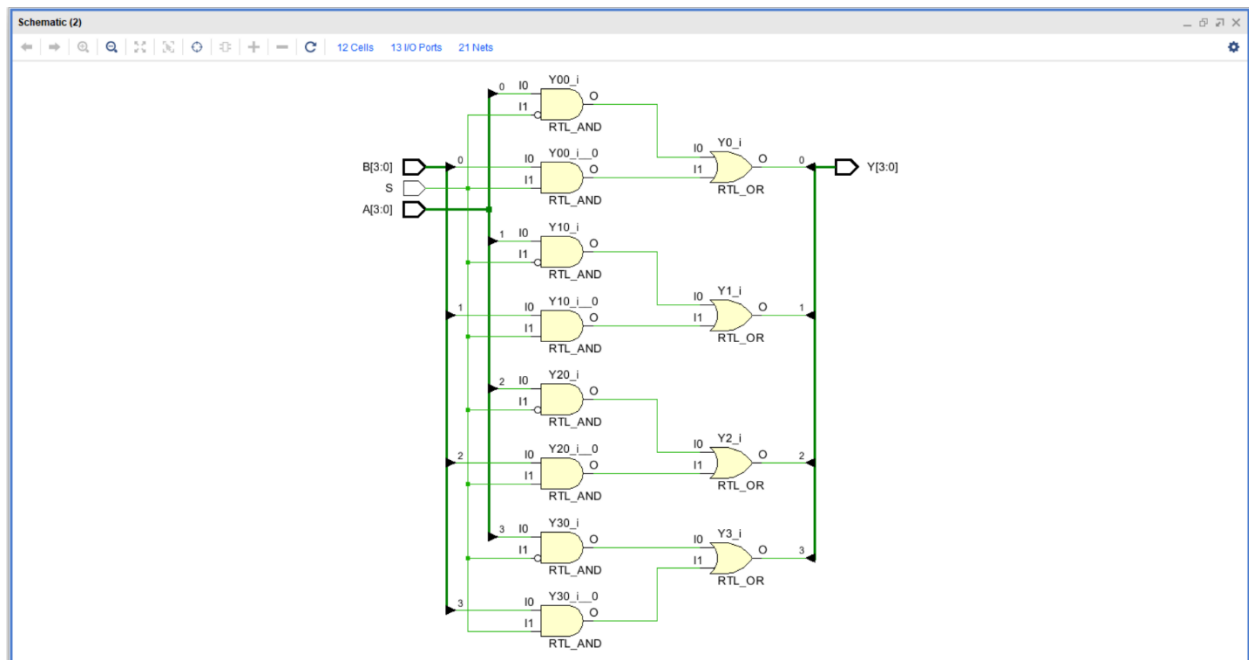 Schematic (2)
12 Cells 13 I/O Ports 21 Nets
Y00_i
0 I0 O
I1
RTL_AND
Y00_i__0
0 I0 O
I1
RTL_AND
Y0_i
I0 O 0
I1
RTL_OR
B[3:0]
S
A[3:0]
Y[3:0]
Y10_i
1 I0 O
I1
RTL_AND
Y10_i__0
1 I0 O
I1
RTL_AND
Y1_i
I0 O 1
I1
RTL_OR
Y20_i
2 I0 O
I1
RTL_AND
Y20_i__0
2 I0 O
I1
RTL_AND
Y2_i
I0 O 2
I1
RTL_OR
Y30_i
3 I0 O
I1
RTL_AND
Y3_i
I0 O 3
I1
RTL_OR
Y30_i__0
3 I0 O
I1
RTL_AND